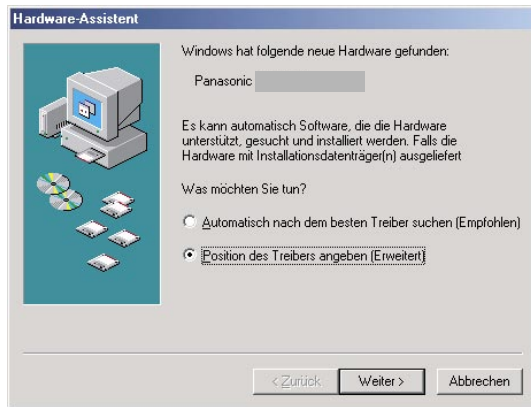 Hardware-Assistent
Windows hat folgende neue Hardware gefunden:
Panasonic
Es kann automatisch Software, die die Hardware
unterstützt, gesucht und installiert werden. Falls die
Hardware mit Installationsdatenträger(n) ausgeliefert
Was möchten Sie tun?
Automatisch nach dem besten Treiber suchen (Empfohlen)
Position des Treibers angeben (Erweitert)
< Zurück
Weiter >
Abbrechen